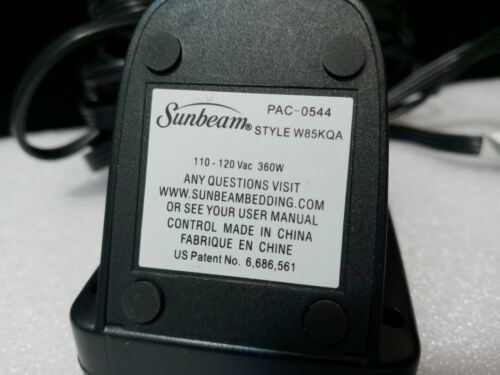 Sunbeam®
PAC-0544
STYLE W85KQA
110-120 Vac 360W
ANY QUESTIONS VISIT
WWW.SUNBEAMBEDDING.COM
OR SEE YOUR USER MANUAL
CONTROL MADE IN CHINA
FABRIQUE EN CHINE
US Patent No. 6,686,561